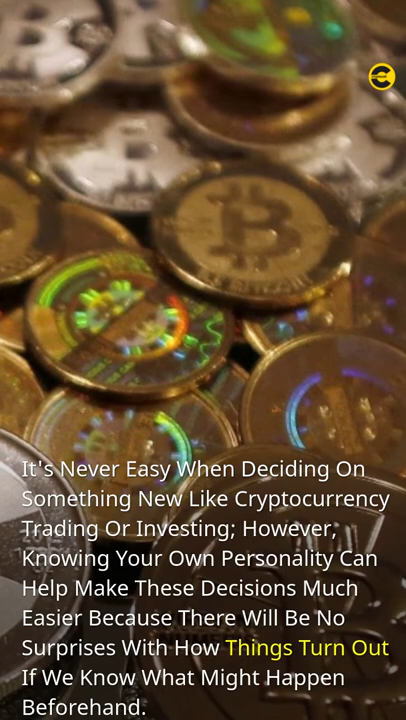 It's Never Easy When Deciding On
Something New Like Cryptocurrency
Trading Or Investing; However,
Knowing Your Own Personality Can
Help Make These Decisions Much
Easier Because There Will Be No
Surprises With How Things Turn Out
If We Know What Might Happen
Beforehand.